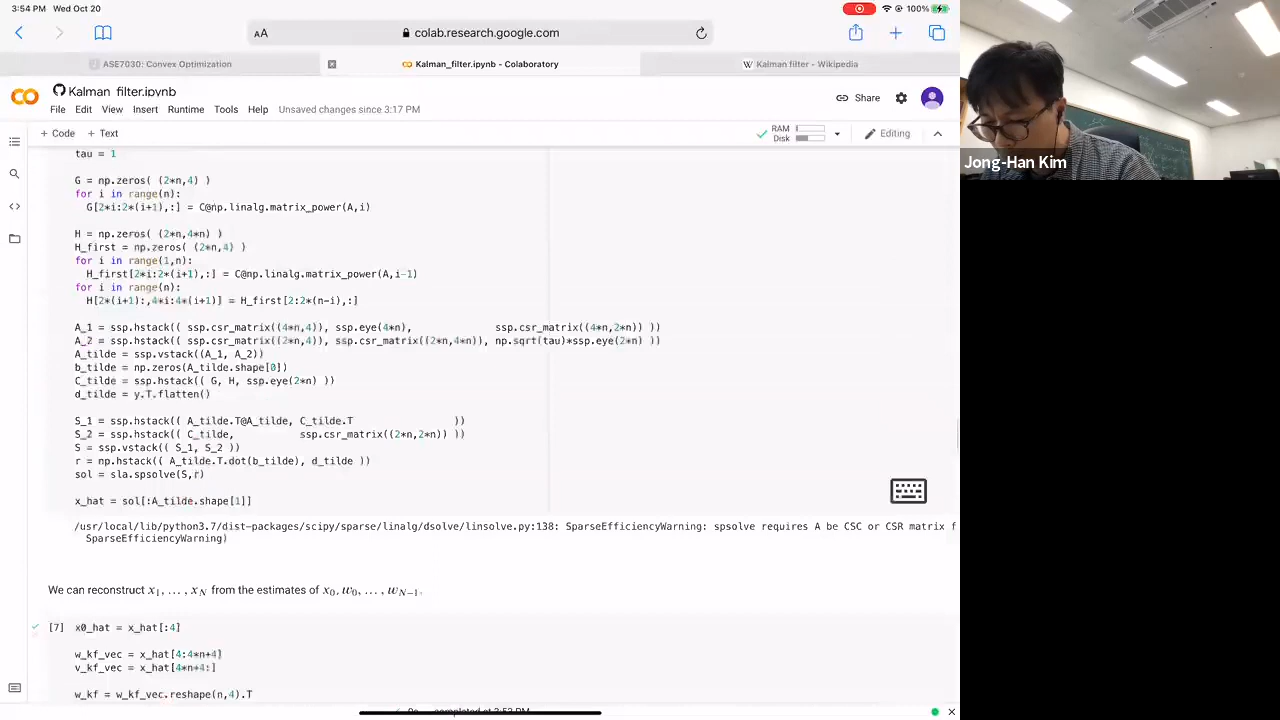 3:54 PM Wed Oct 20
100%
AA
colab.research.google.com
ASE7030: Convex Optimization
Kalman_filter.ipynb - Colaboratory
Kalman filter - Wikipedia
Kalman_filter.ipynb
File Edit View Insert Runtime Tools Help Unsaved changes since 3:17 PM
Share
+ Code + Text
RAM
Disk
Editing
tau = 1
G = np.zeros( (2*n,4) )
for i in range(n):
G[2*i:2*(i+1),:] = C@np.linalg.matrix_power(A,i)
H = np.zeros( (2*n,4*n) )
H_first = np.zeros( (2*n,4) )
for i in range(1,n):
H_first[2*i:2*(i+1),:] = C@np.linalg.matrix_power(A,i-1)
for i in range(n):
H[2*(i+1):,4*i:4*(i+1)] = H_first[2:2*(n-i),:]
A_1 = ssp.hstack(( ssp.csr_matrix((4*n,4)), ssp.eye(4*n), ssp.csr_matrix((4*n,2*n)) ))
A_2 = ssp.hstack(( ssp.csr_matrix((2*n,4)), ssp.csr_matrix((2*n,4*n)), np.sqrt(tau)*ssp.eye(2*n) ))
A_tilde = ssp.vstack((A_1, A_2))
b_tilde = np.zeros(A_tilde.shape[0])
C_tilde = ssp.hstack(( G, H, ssp.eye(2*n) ))
d_tilde = y.T.flatten()
S_1 = ssp.hstack(( A_tilde.T@A_tilde, C_tilde.T ))
S_2 = ssp.hstack(( C_tilde, ssp.csr_matrix((2*n,2*n)) ))
S = ssp.vstack(( S_1, S_2 ))
r = np.hstack(( A_tilde.T.dot(b_tilde), d_tilde ))
sol = sla.spsolve(S,r)
x_hat = sol[:A_tilde.shape[1]]
/usr/local/lib/python3.7/dist-packages/scipy/sparse/linalg/dsolve/linsolve.py:138: SparseEfficiencyWarning: spsolve requires A be CSC or CSR matrix f
SparseEfficiencyWarning)
We can reconstruct x₁, … , x_N from the estimates of x₀, w₀, … , w_{N−1}.
[7] x0_hat = x_hat[:4]
w_kf_vec = x_hat[4:4*n+4]
v_kf_vec = x_hat[4*n+4:]
w_kf = w_kf_vec.reshape(n,4).T
0s completed at 3:53 PM
Jong-Han Kim